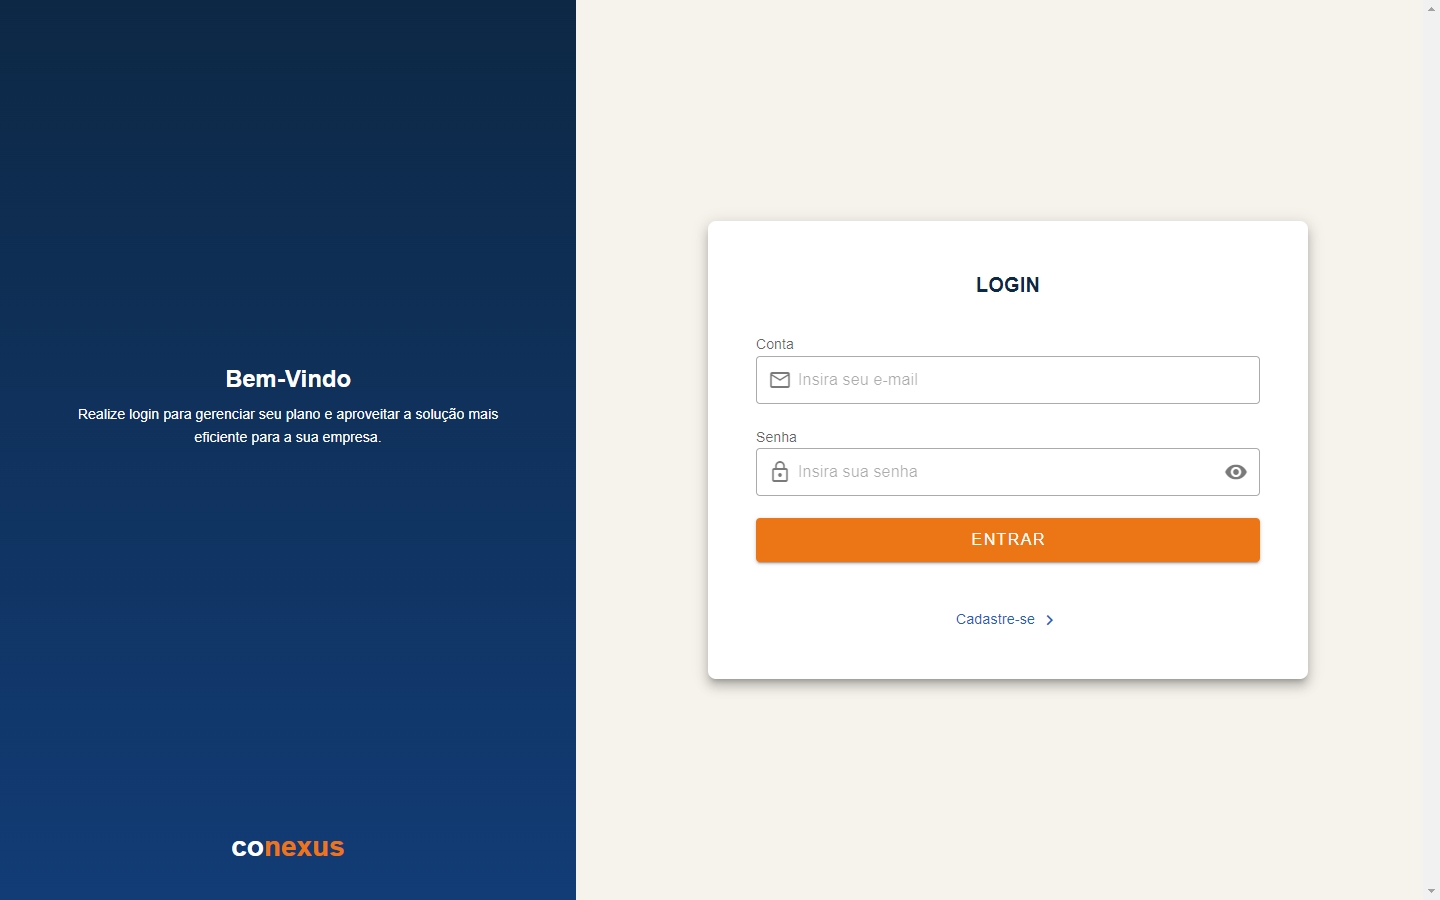 Bem-Vindo
Realize login para gerenciar seu plano e aproveitar a solução mais
eficiente para a sua empresa.
conexus
LOGIN
Conta
Insira seu e-mail
Senha
Insira sua senha
ENTRAR
Cadastre-se